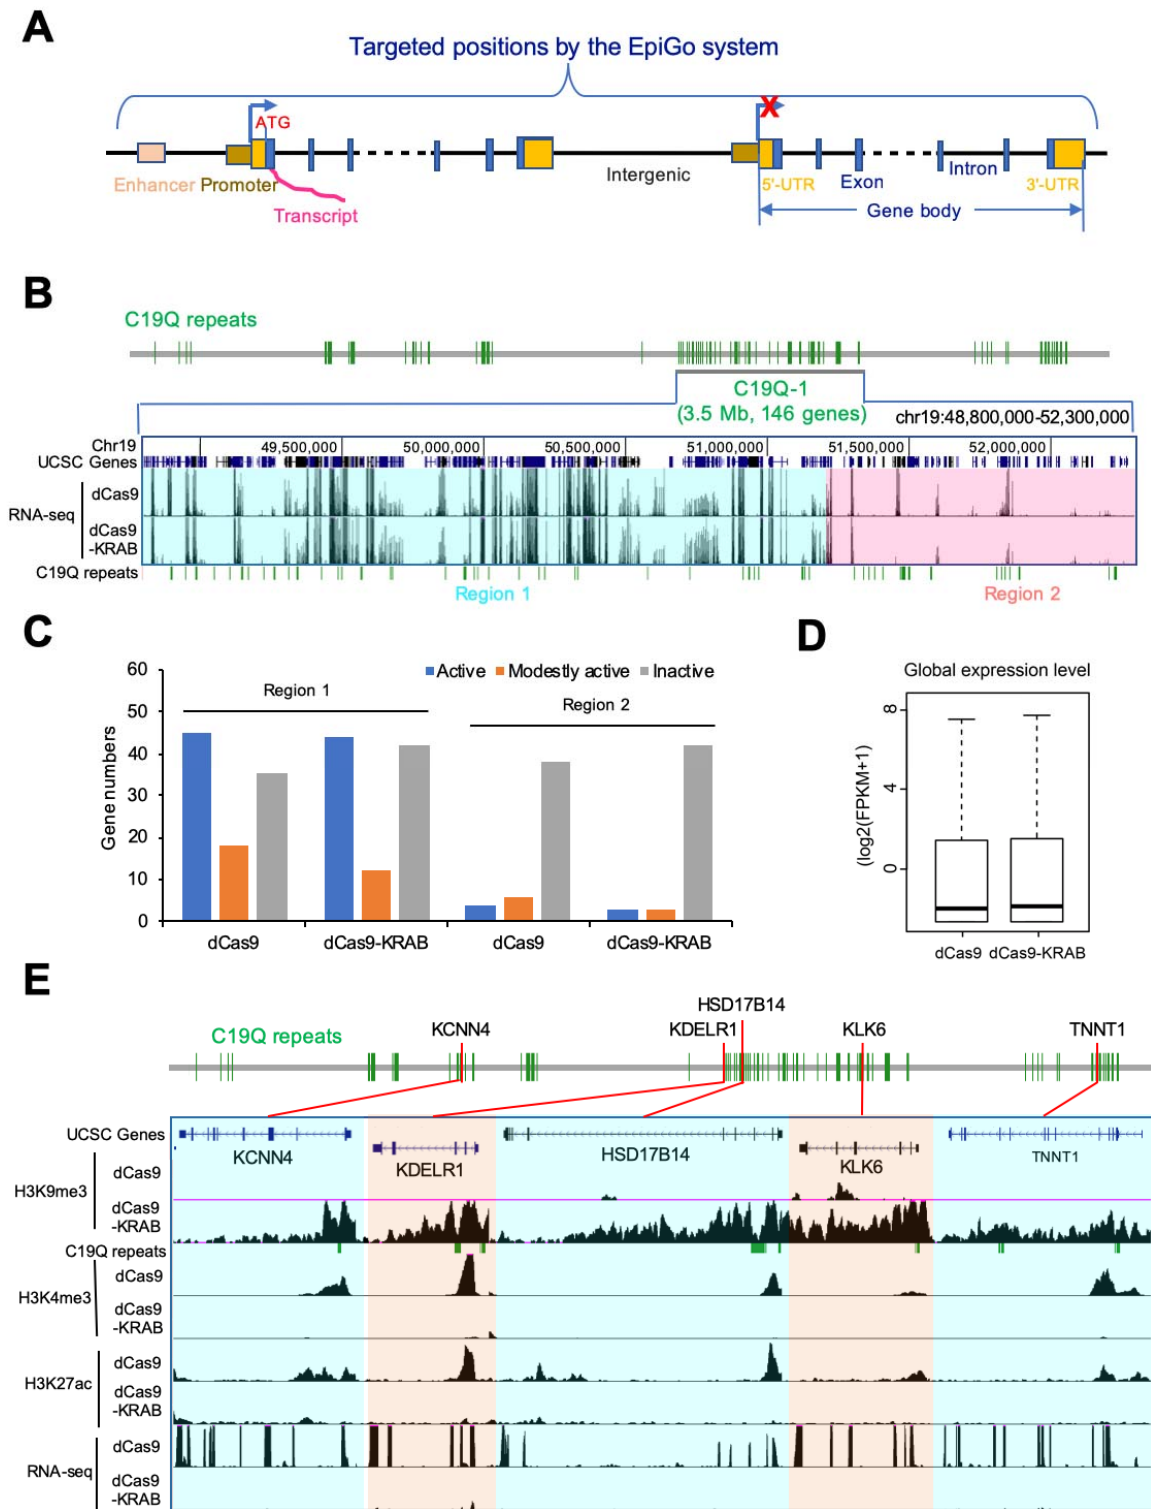 A
Targeted positions by the EpiGo system
ATG
X
Enhancer Promoter
Transcript
Intergenic
5'-UTR
Exon
Intron
3'-UTR
Gene body
B
C19Q repeats
C19Q-1
(3.5 Mb, 146 genes)
chr19:48,800,000-52,300,000
Chr19
49,500,000
50,000,000
50,500,000
51,000,000
51,500,000
52,000,000
UCSC Genes
RNA-seq
dCas9
dCas9
-KRAB
C19Q repeats
Region 1
Region 2
C
Active
Modestly active
Inactive
Region 1
Region 2
Gene numbers
60
50
40
30
20
10
0
dCas9
dCas9-KRAB
dCas9
dCas9-KRAB
D
Global expression level
(log2(FPKM+1)
8
4
0
dCas9 dCas9-KRAB
E
C19Q repeats
KCNN4
KDELR1
HSD17B14
KLK6
TNNT1
UCSC Genes
KCNN4
KDELR1
HSD17B14
KLK6
TNNT1
H3K9me3
dCas9
dCas9
-KRAB
C19Q repeats
H3K4me3
dCas9
dCas9
-KRAB
H3K27ac
dCas9
dCas9
-KRAB
RNA-seq
dCas9
dCas9
-KRAB